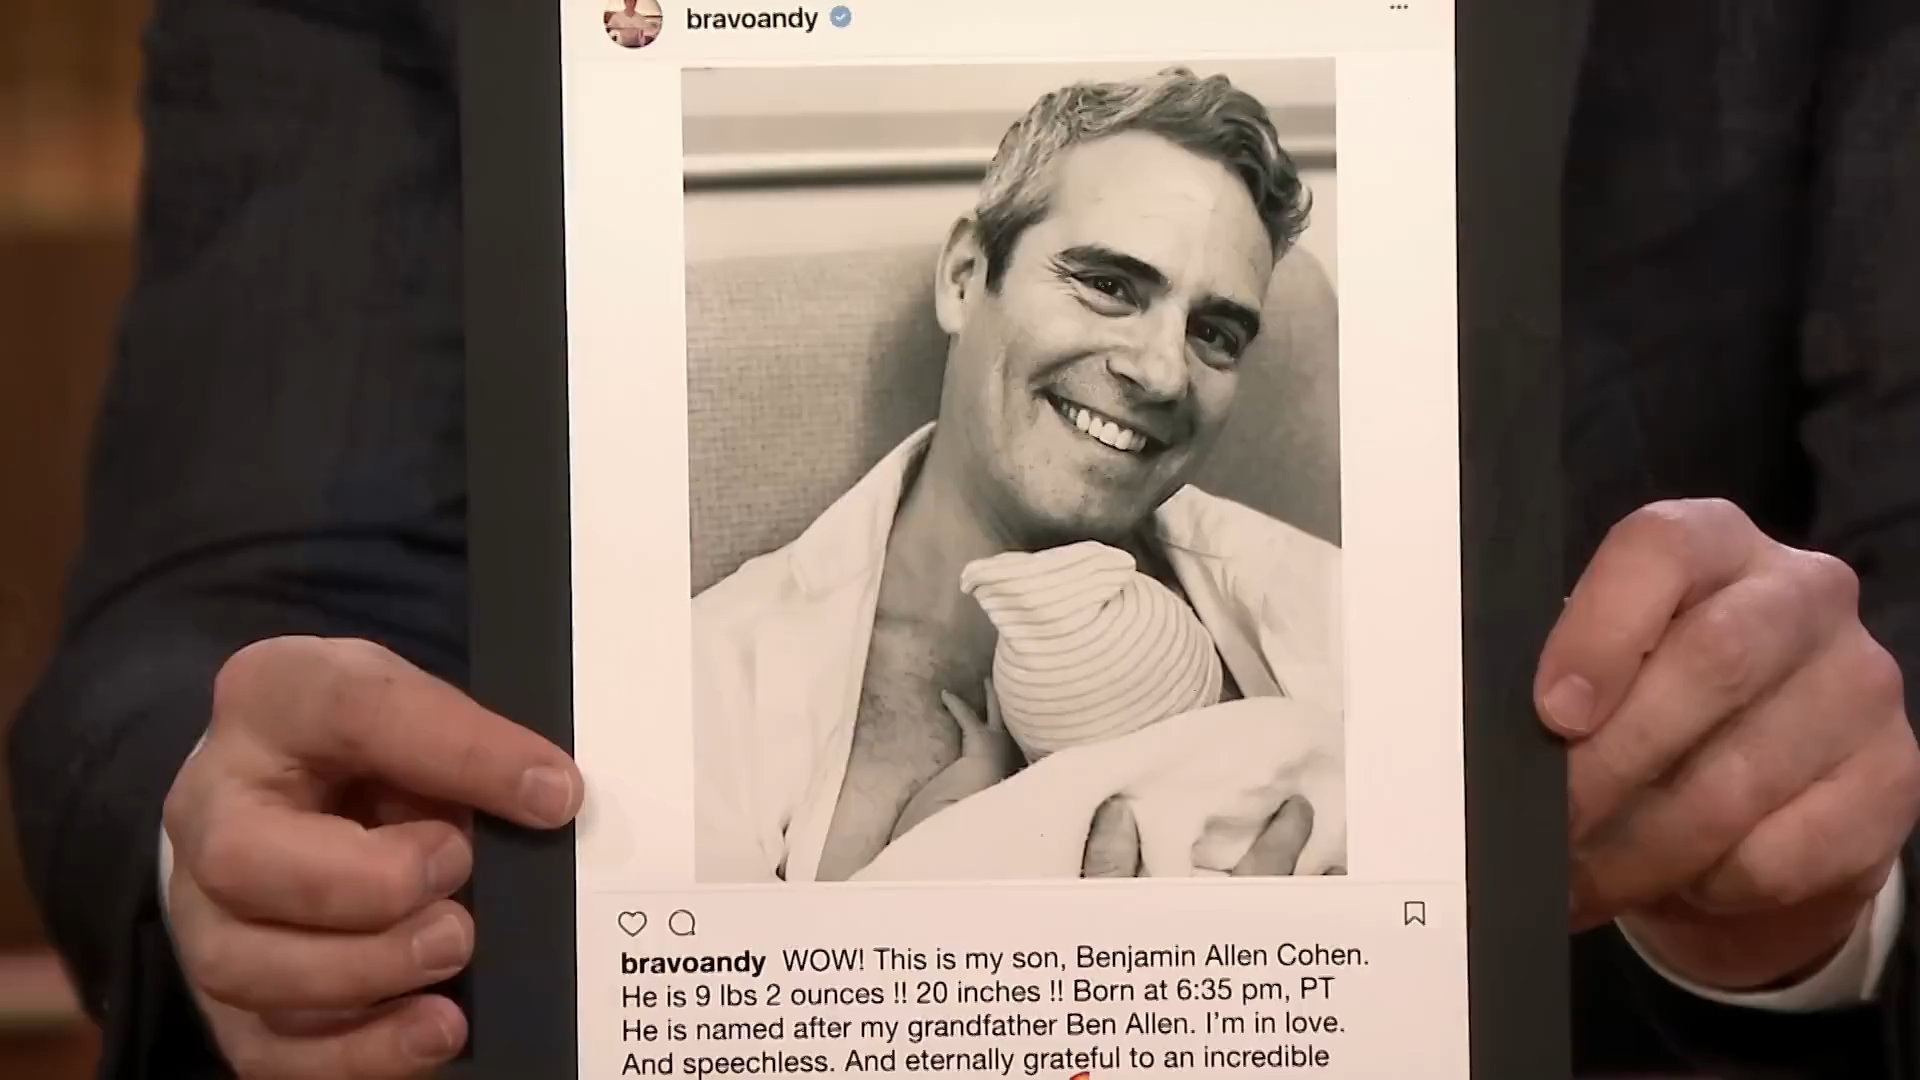 bravoandy
bravoandy WOW! This is my son, Benjamin Allen Cohen.
He is 9 lbs 2 ounces !! 20 inches !! Born at 6:35 pm, PT
He is named after my grandfather Ben Allen. I'm in love.
And speechless. And eternally grateful to an incredible